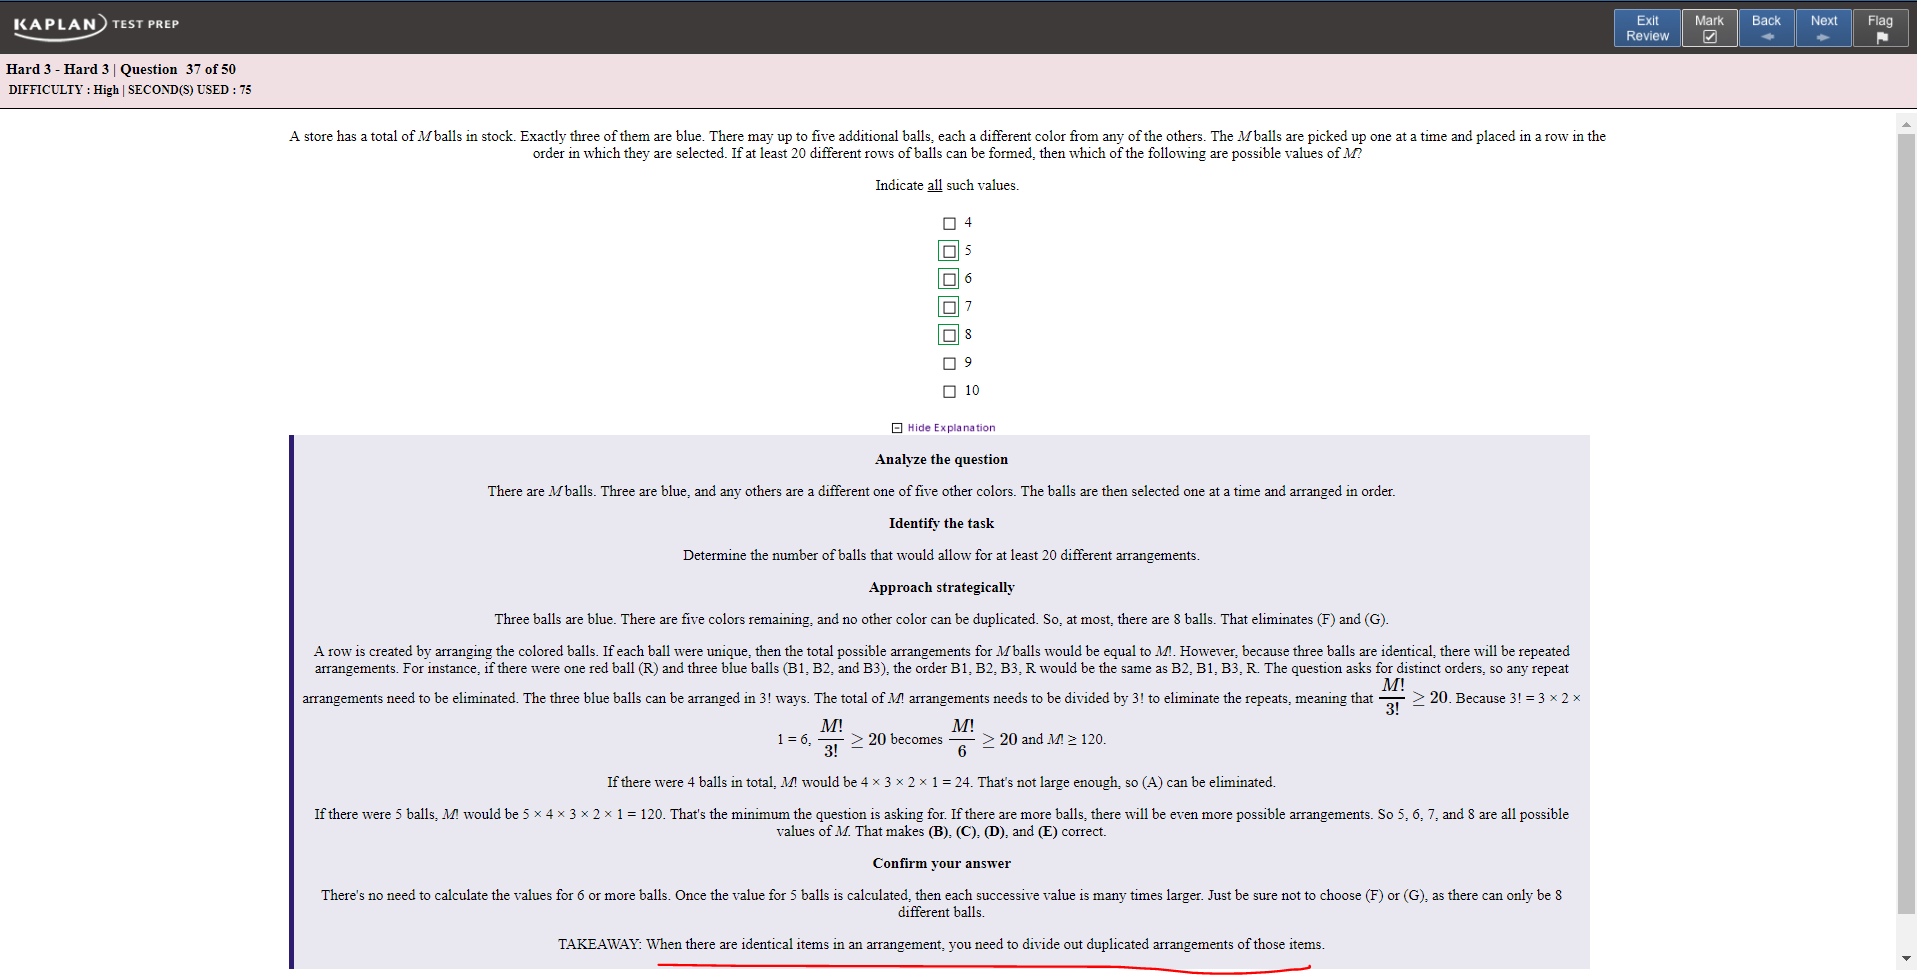 KAPLAN TEST PREP
Exit Review
Mark
Back
Next
Flag
Hard 3 - Hard 3 | Question 37 of 50
DIFFICULTY : High | SECOND(S) USED : 75
A store has a total of M balls in stock. Exactly three of them are blue. There may up to five additional balls, each a different color from any of the others. The M balls are picked up one at a time and placed in a row in the
order in which they are selected. If at least 20 different rows of balls can be formed, then which of the following are possible values of M?
Indicate all such values.
4
5
6
7
8
9
10
Hide Explanation
Analyze the question
There are M balls. Three are blue, and any others are a different one of five other colors. The balls are then selected one at a time and arranged in order.
Identify the task
Determine the number of balls that would allow for at least 20 different arrangements.
Approach strategically
Three balls are blue. There are five colors remaining, and no other color can be duplicated. So, at most, there are 8 balls. That eliminates (F) and (G).
A row is created by arranging the colored balls. If each ball were unique, then the total possible arrangements for M balls would be equal to M!. However, because three balls are identical, there will be repeated
arrangements. For instance, if there were one red ball (R) and three blue balls (B1, B2, and B3), the order B1, B2, B3, R would be the same as B2, B1, B3, R. The question asks for distinct orders, so any repeat
arrangements need to be eliminated. The three blue balls can be arranged in 3! ways. The total of M! arrangements needs to be divided by 3! to eliminate the repeats, meaning that M!/3! ≥ 20. Because 3! = 3 × 2 ×
1 = 6, M!/3! ≥ 20 becomes M!/6 ≥ 20 and M! ≥ 120.
If there were 4 balls in total, M! would be 4 × 3 × 2 × 1 = 24. That's not large enough, so (A) can be eliminated.
If there were 5 balls, M! would be 5 × 4 × 3 × 2 × 1 = 120. That's the minimum the question is asking for. If there are more balls, there will be even more possible arrangements. So 5, 6, 7, and 8 are all possible
values of M. That makes (B), (C), (D), and (E) correct.
Confirm your answer
There's no need to calculate the values for 6 or more balls. Once the value for 5 balls is calculated, then each successive value is many times larger. Just be sure not to choose (F) or (G), as there can only be 8
different balls.
TAKEAWAY: When there are identical items in an arrangement, you need to divide out duplicated arrangements of those items.